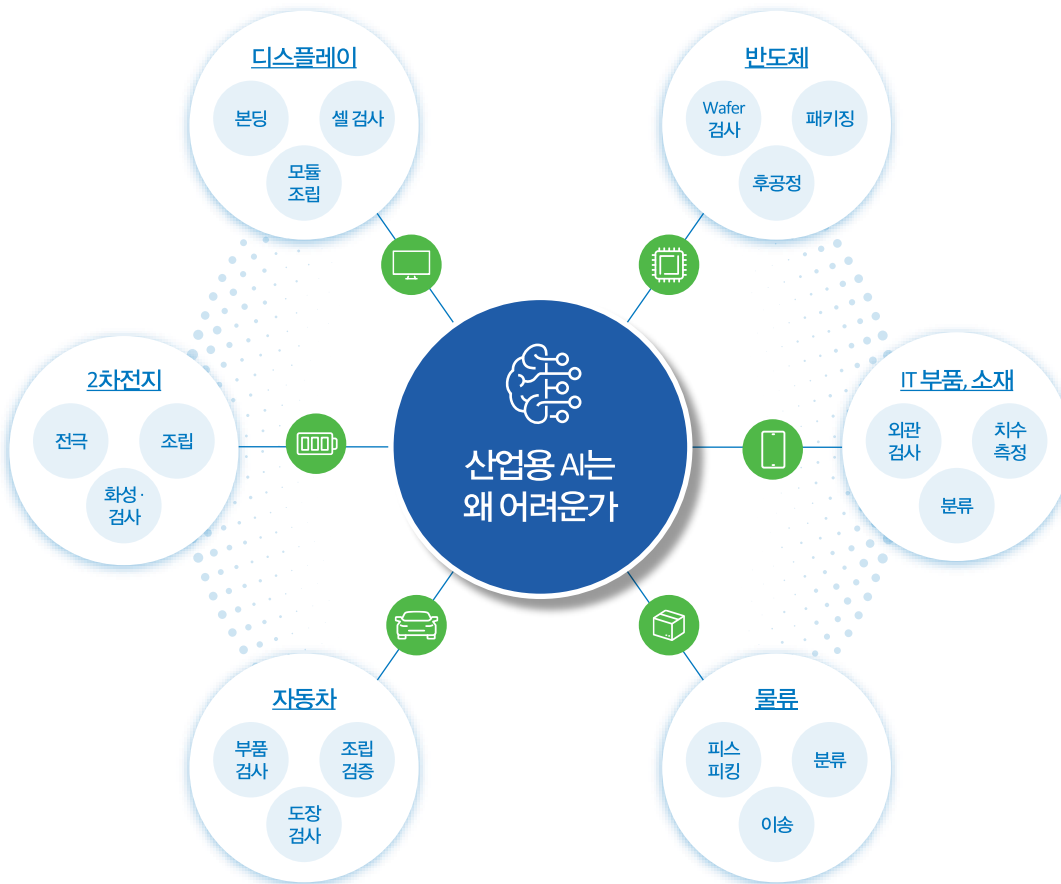 디스플레이
본딩
셀 검사
모듈
조립
반도체
Wafer
검사
패키징
후공정
2차전지
전극
조립
화성·
검사
산업용 AI는
왜 어려운가
IT 부품, 소재
외관
검사
치수
측정
분류
자동차
부품
검사
조립
검증
도장
검사
물류
피스
피킹
분류
이송